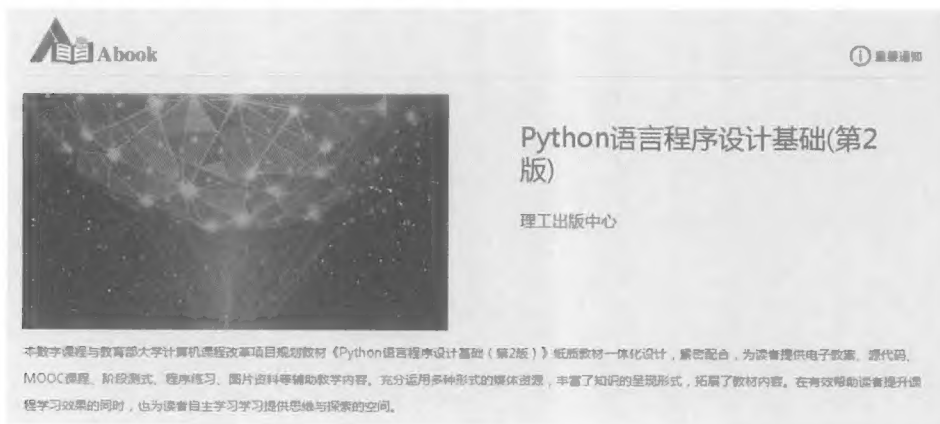 Abook
重要通知
Python语言程序设计基础(第2
版)
理工出版中心
本数字课程与教育部大学计算机课程改革项目规划教材《Python语言程序设计基础（第2版）》纸质教材一体化设计，紧密配合，为读者提供电子教案、源代码、
MOOC课程、阶段测式、程序练习、图片资料等辅助教学内容。充分运用多种形式的媒体资源，丰富了知识的呈现形式，拓展了教材内容。在有效帮助读者提升课
程学习效果的同时，也为读者自主学习学习提供思维与探索的空间。